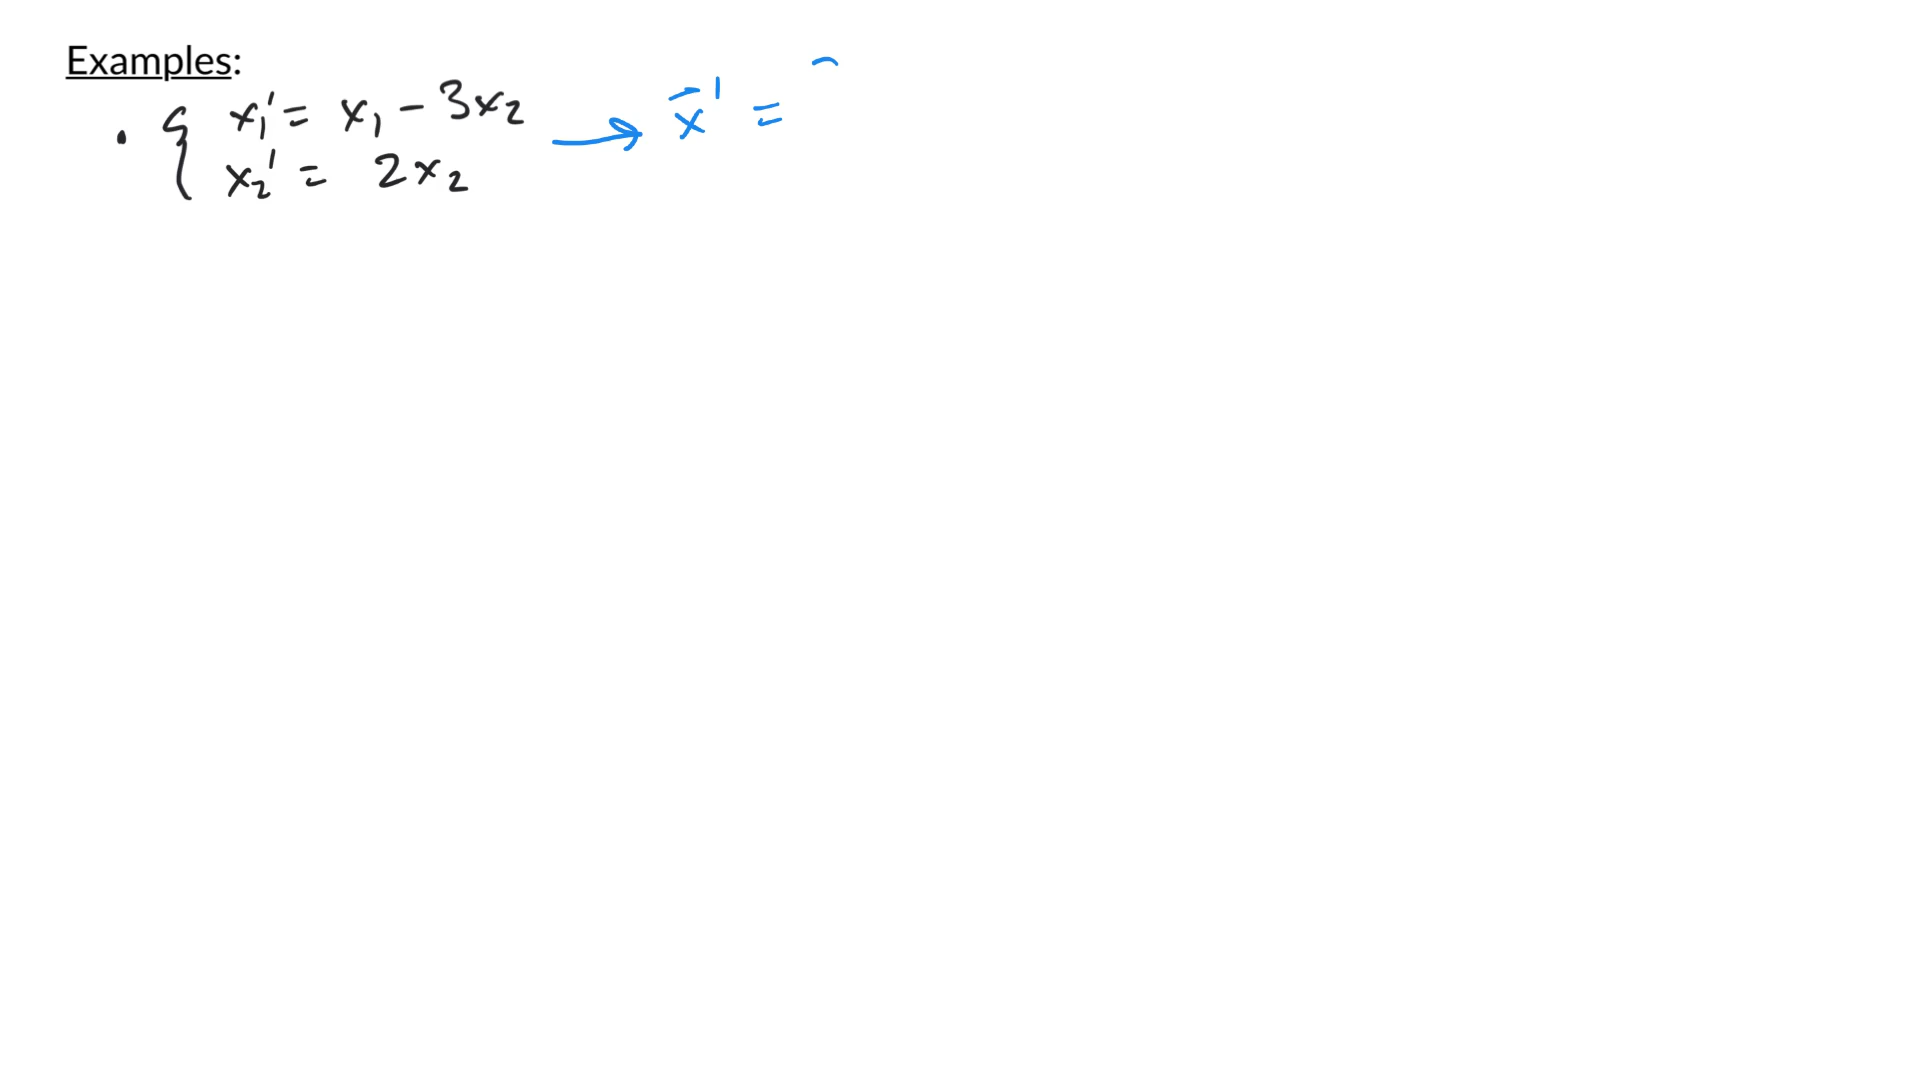 Examples:
• { x₁' = x₁ - 3x₂ → x⃗' =
x₂' = 2x₂